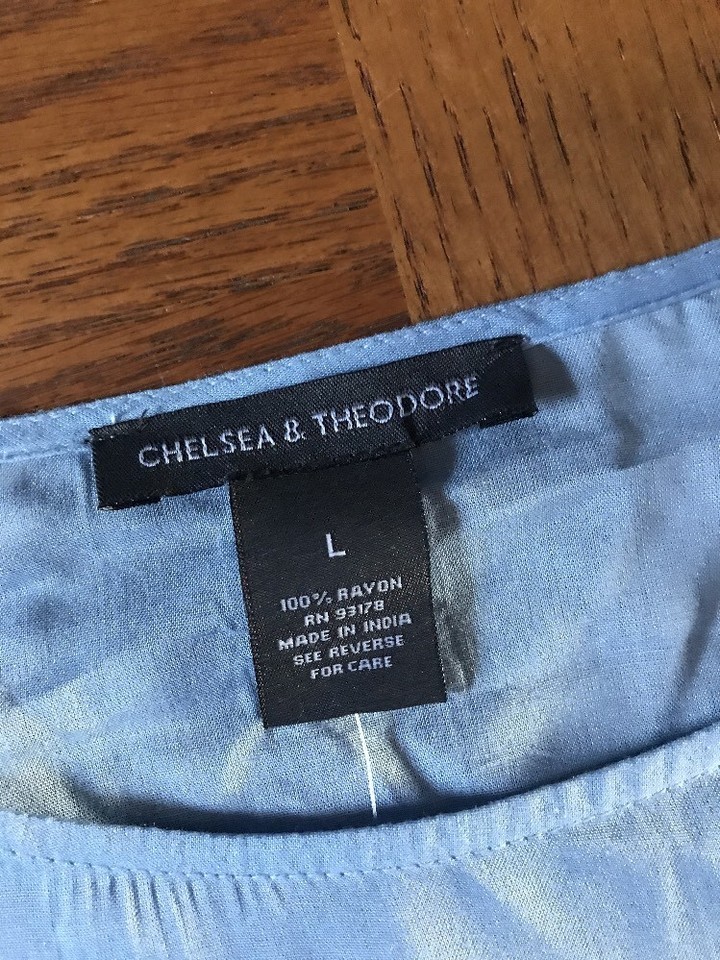 CHELSEA & THEODORE
L
100% RAYON
RN 93178
MADE IN INDIA
SEE REVERSE
FOR CARE